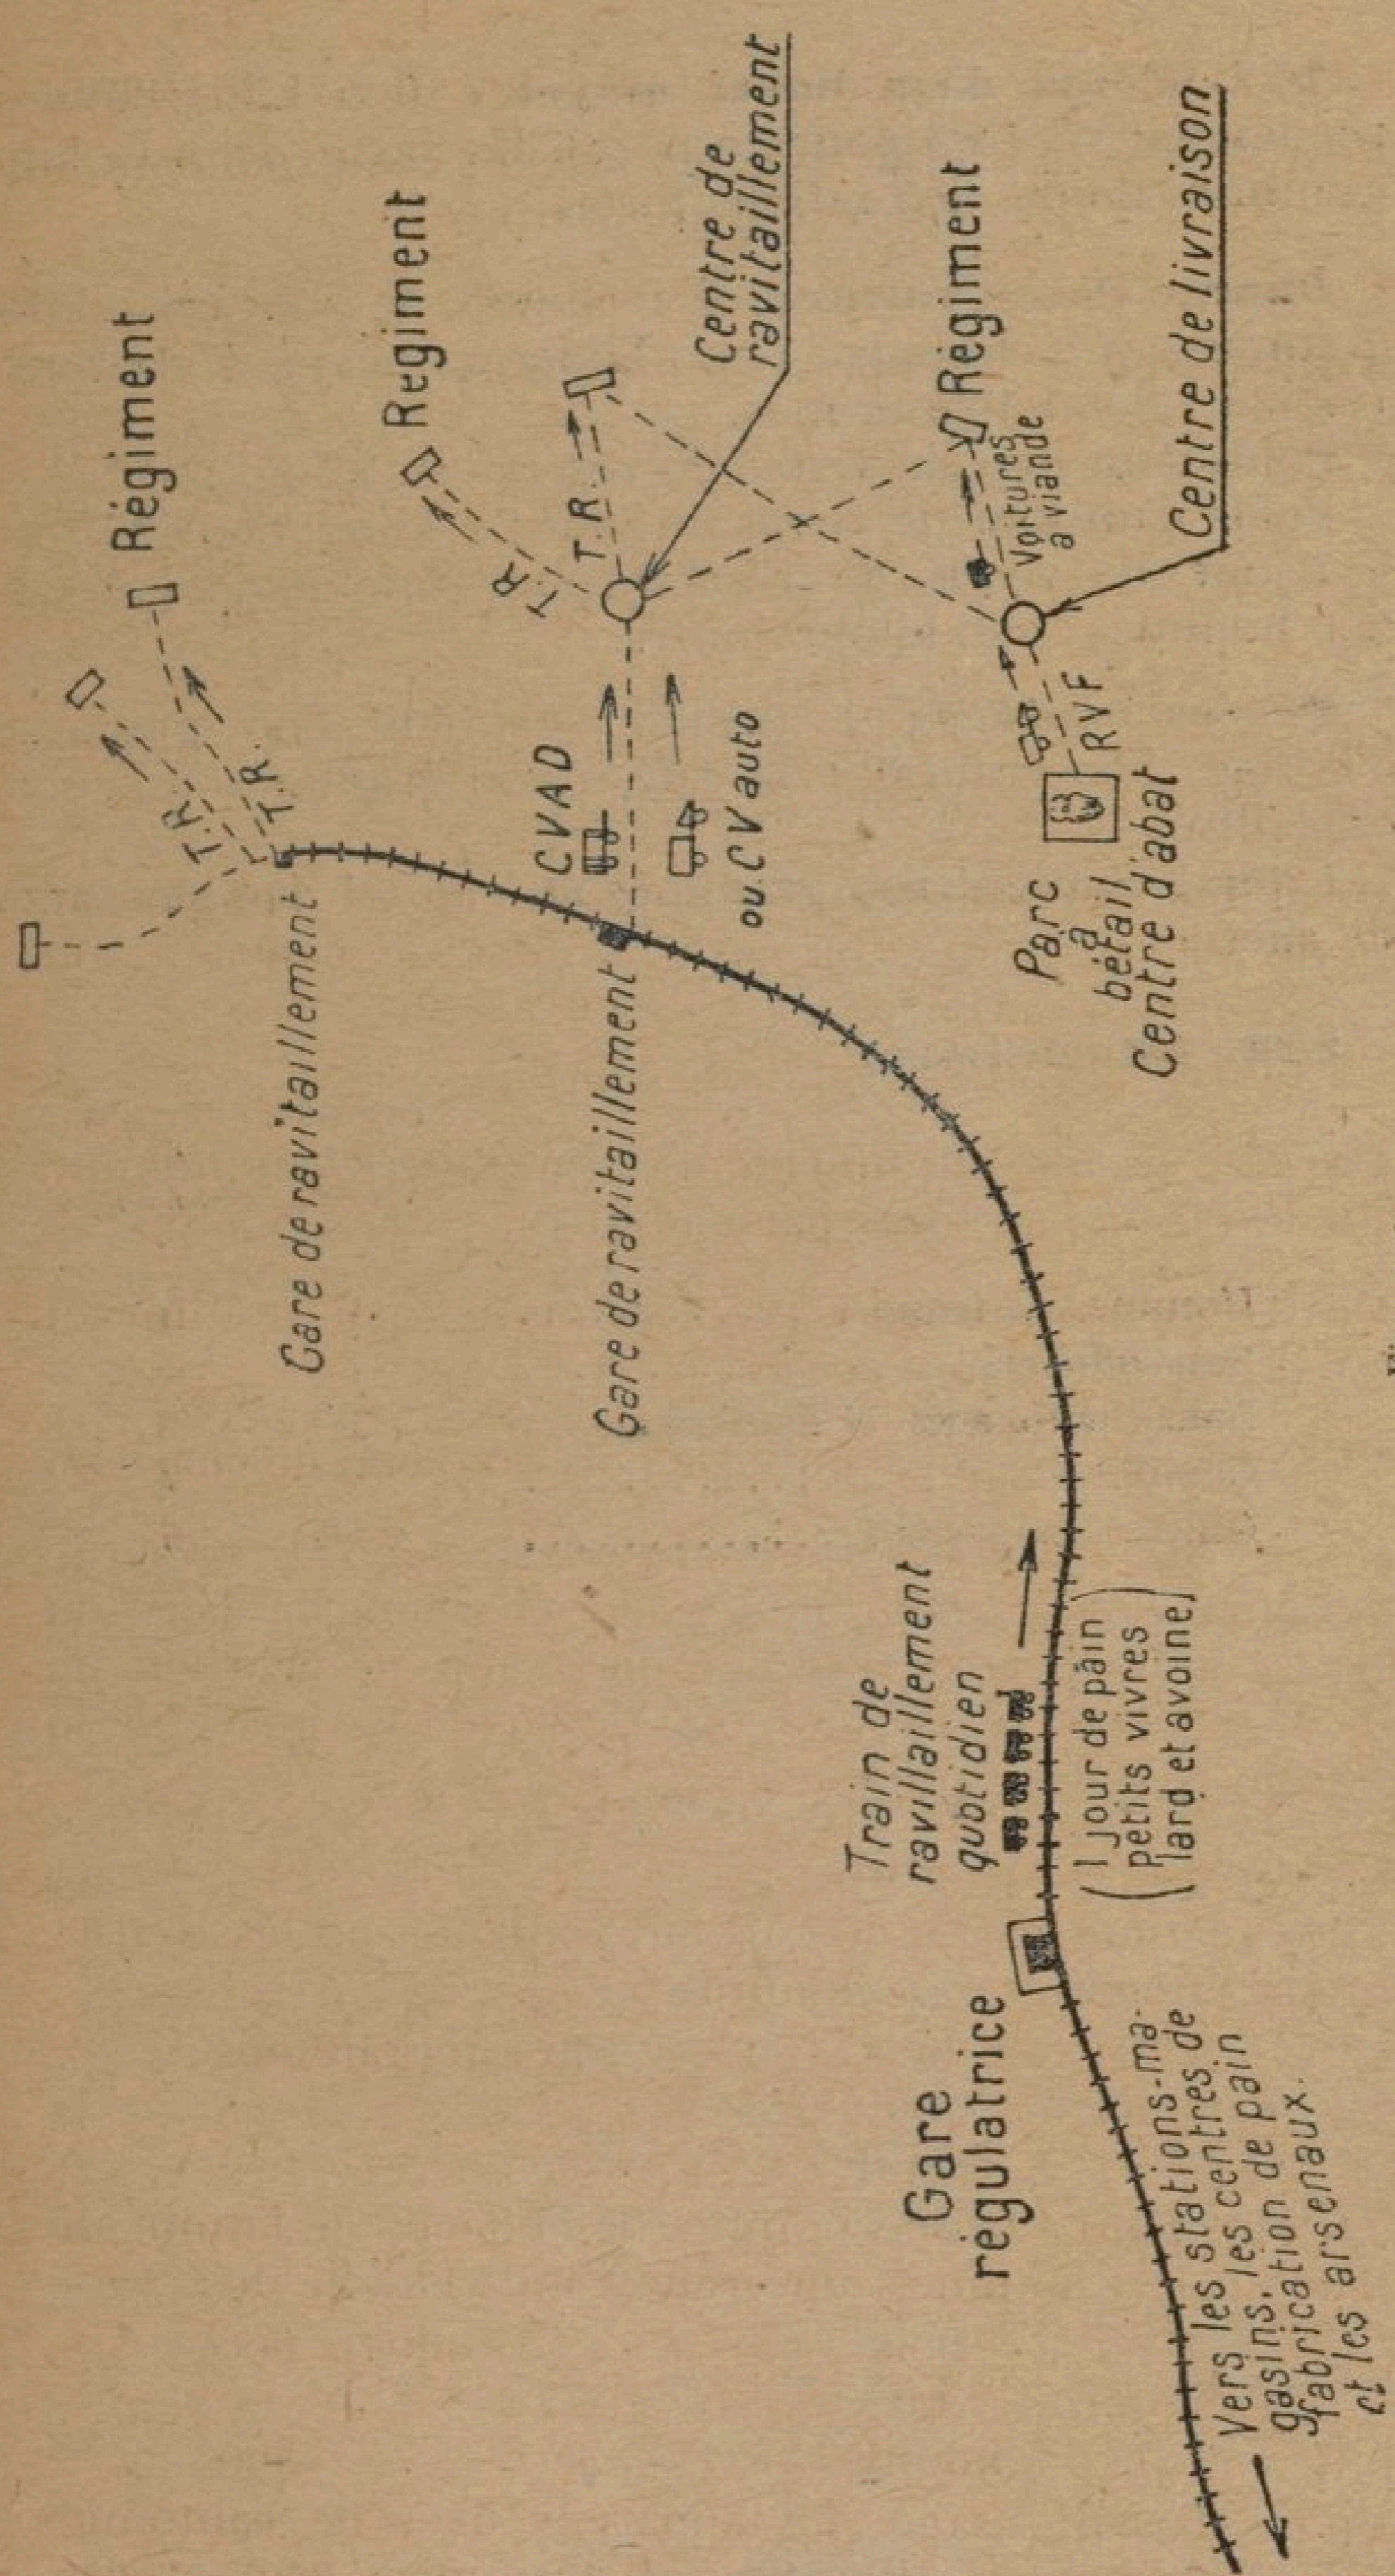 Régiment
Regiment
T.R.
T.R.
Gare de ravitaillement
T.R
T.R.
Centre de
ravitaillement
CVAD
ou CV auto
Gare de ravitaillement
Régiment
Voitures
a viande
Centre de livraison
RVF
Parc
à
bétail
Centre d'abat
Train de
ravillaillement
quotidien
1 jour de pain
petits vivres
lard et avoine
Gare
régulatrice
Vers les stations-ma-
gasins, les centres de
fabrication de pain
et les arsenaux.